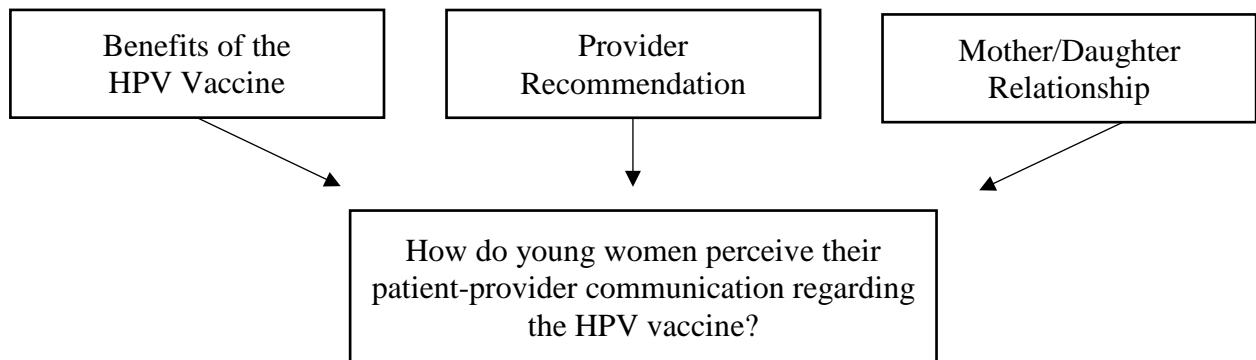 Benefits of the
HPV Vaccine
Provider
Recommendation
Mother/Daughter
Relationship
How do young women perceive their
patient-provider communication regarding
the HPV vaccine?